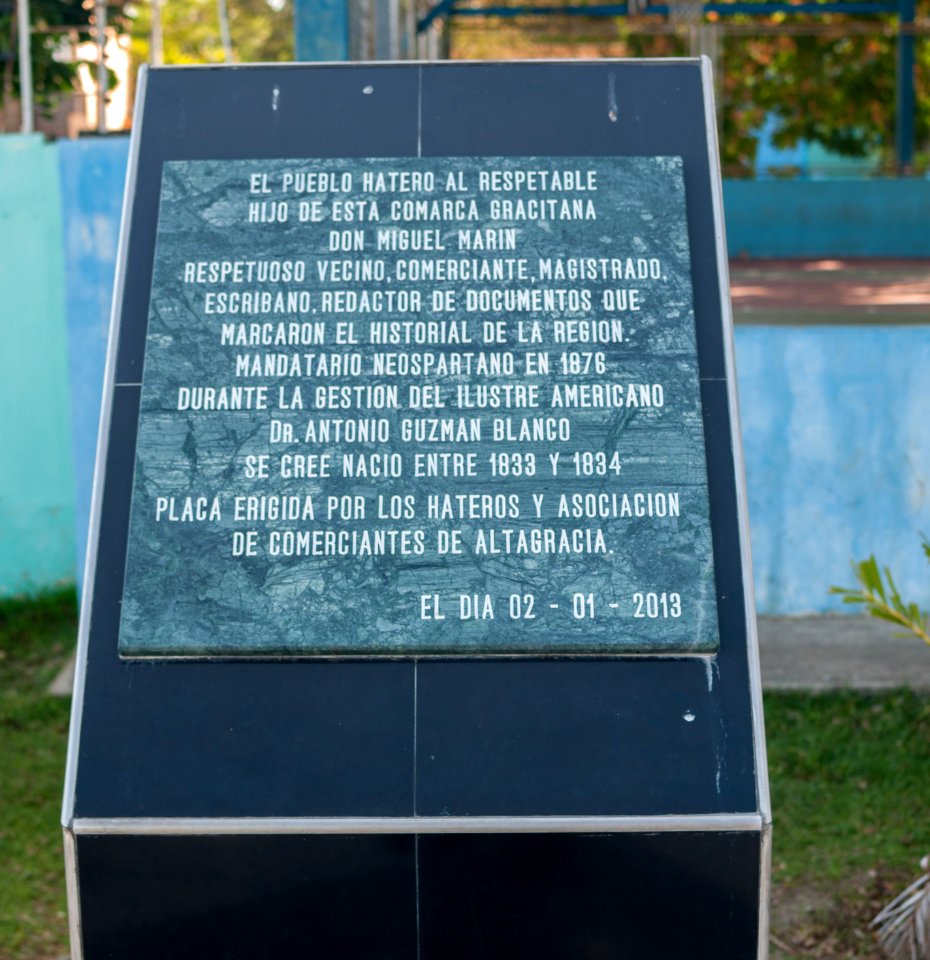 EL PUEBLO HATERO AL RESPETABLE
HIJO DE ESTA COMARCA GRACITANA
DON MIGUEL MARIN
RESPETUOSO VECINO, COMERCIANTE, MAGISTRADO,
ESCRIBANO, REDACTOR DE DOCUMENTOS QUE
MARCARON EL HISTORIAL DE LA REGION.
MANDATARIO NEOSPARTANO EN 1876
DURANTE LA GESTION DEL ILUSTRE AMERICANO
DR. ANTONIO GUZMAN BLANCO
SE CREE NACIO ENTRE 1833 Y 1834
PLACA ERIGIDA POR LOS HATEROS Y ASOCIACION
DE COMERCIANTES DE ALTAGRACIA.
EL DIA 02 - 01 - 2013